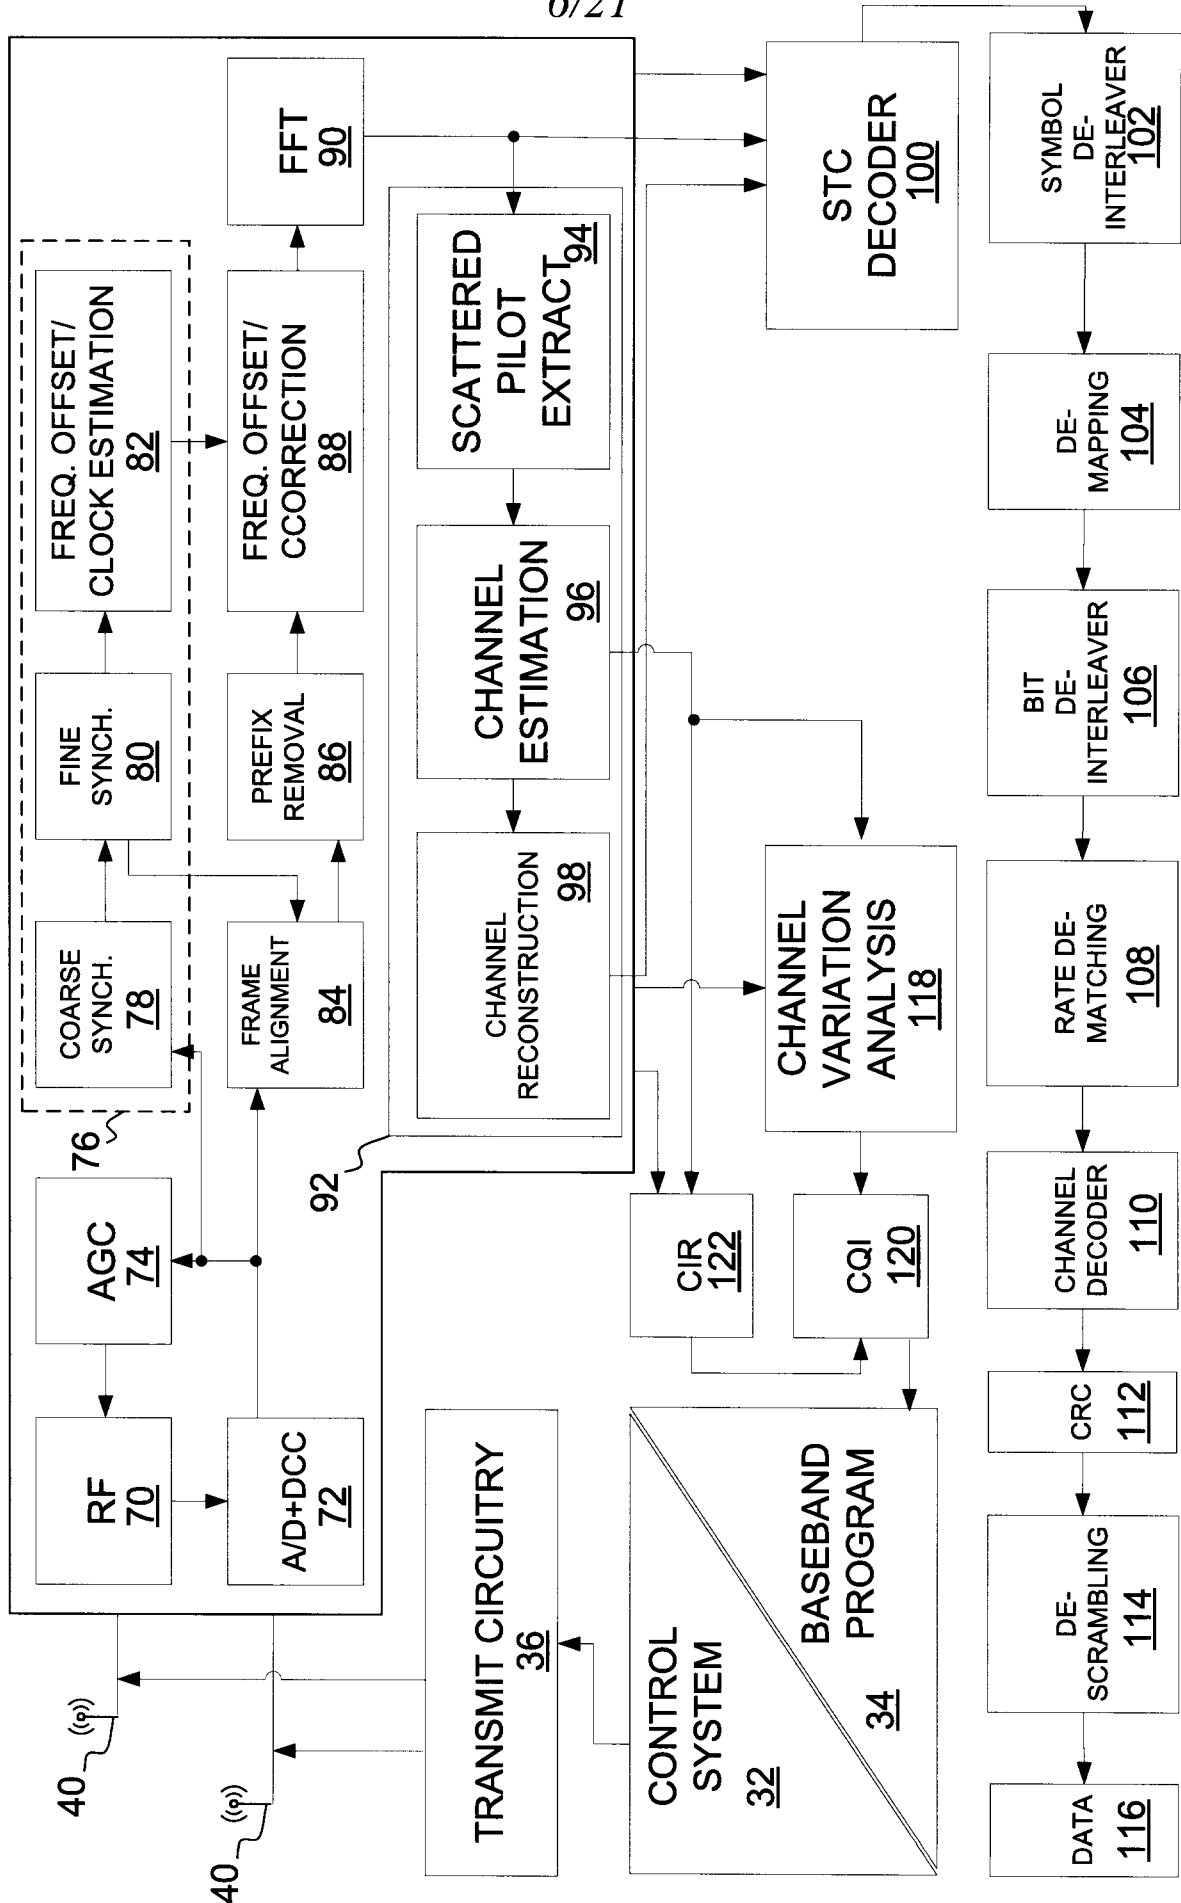 6/21
RF
70
AGC
74
76
COARSE
SYNCH.
78
FINE
SYNCH.
80
FREQ. OFFSET/
CLOCK ESTIMATION
82
A/D+DCC
72
FRAME
ALIGNMENT
84
PREFIX
REMOVAL
86
FREQ. OFFSET/
CCORRECTION
88
FFT
90
92
CHANNEL
RECONSTRUCTION
98
CHANNEL
ESTIMATION
96
SCATTERED
PILOT
EXTRACT
94
40
40
TRANSMIT CIRCUITRY
36
CONTROL
SYSTEM
32
BASEBAND
PROGRAM
34
CIR
122
CQI
120
CHANNEL
VARIATION
ANALYSIS
118
STC
DECODER
100
DATA
116
DE-
SCRAMBLING
114
CRC
112
CHANNEL
DECODER
110
RATE DE-
MATCHING
108
BIT
DE-
INTERLEAVER
106
DE-
MAPPING
104
SYMBOL
DE-
INTERLEAVER
102